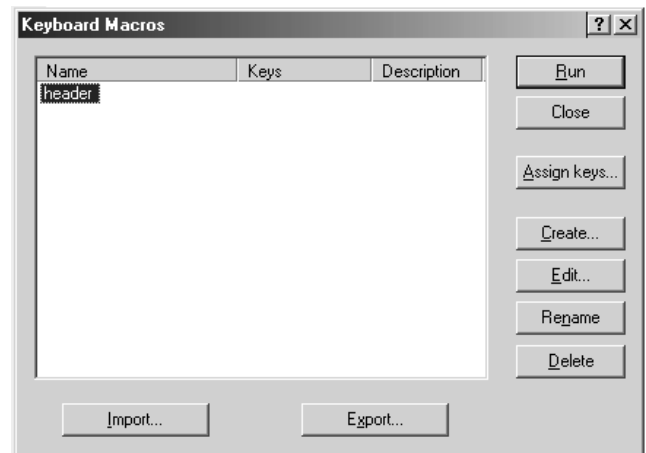 Keyboard Macros
Name Keys Description
header
Run
Close
Assign keys...
Create...
Edit...
Rename
Delete
Import... Export...